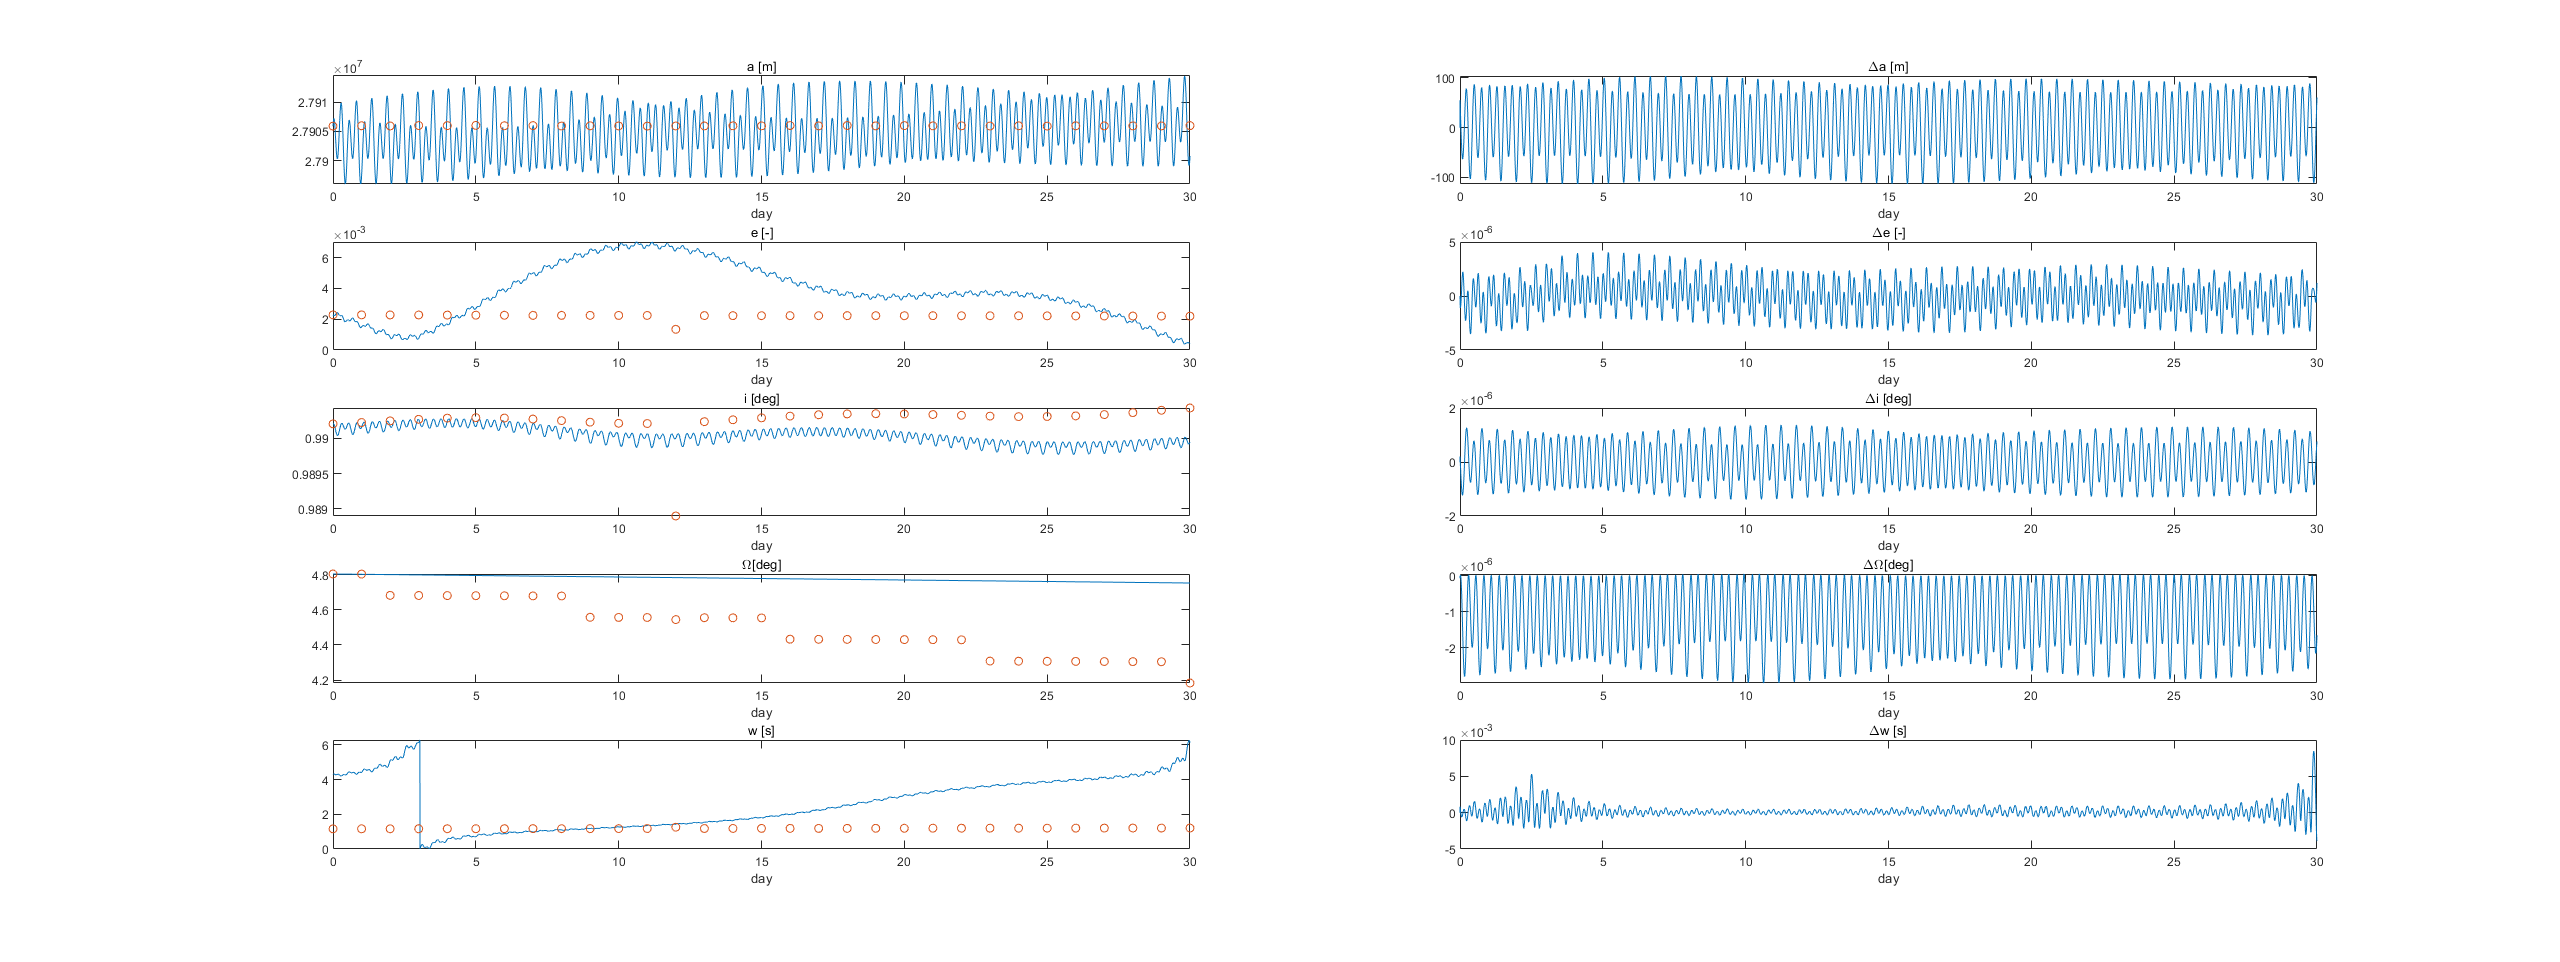 a [m]
×10⁷
2.791
2.7905
2.79
0 5 10 15 20 25 30
day
e [-]
×10⁻³
6
4
2
0
0 5 10 15 20 25 30
day
i [deg]
0.99
0.9895
0.989
0 5 10 15 20 25 30
day
Ω[deg]
4.8
4.6
4.4
4.2
0 5 10 15 20 25 30
day
w [s]
6
4
2
0
0 5 10 15 20 25 30
day
Δa [m]
100
0
-100
0 5 10 15 20 25 30
day
Δe [-]
×10⁻⁶
5
0
-5
0 5 10 15 20 25 30
day
Δi [deg]
×10⁻⁶
2
0
-2
0 5 10 15 20 25 30
day
ΔΩ[deg]
×10⁻⁶
0
-1
-2
0 5 10 15 20 25 30
day
Δw [s]
×10⁻³
10
5
0
-5
0 5 10 15 20 25 30
day